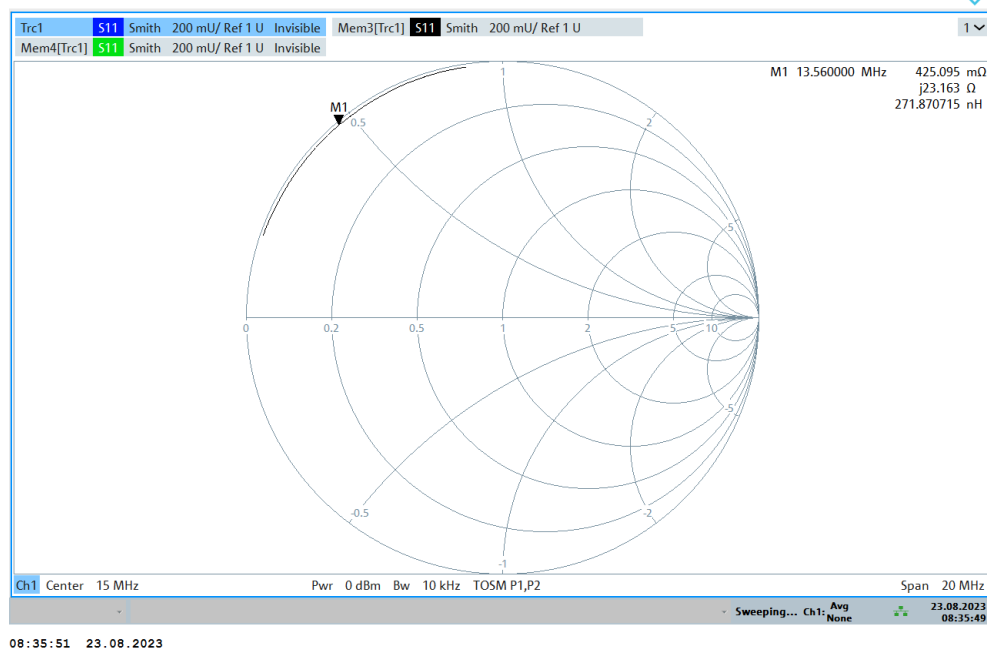 Trc1 S11 Smith 200 mU/ Ref 1 U Invisible Mem3[Trc1] S11 Smith 200 mU/ Ref 1 U 1
Mem4[Trc1] S11 Smith 200 mU/ Ref 1 U Invisible
M1 13.560000 MHz 425.095 mΩ
j23.163 Ω
271.870715 nH
1
M1
0.5 2
5
0 0.2 0.5 1 2 5 10
-5
-0.5 -2
-1
Ch1 Center 15 MHz Pwr 0 dBm Bw 10 kHz TOSM P1,P2 Span 20 MHz
Sweeping... Ch1: Avg None 23.08.2023 08:35:49
08:35:51 23.08.2023